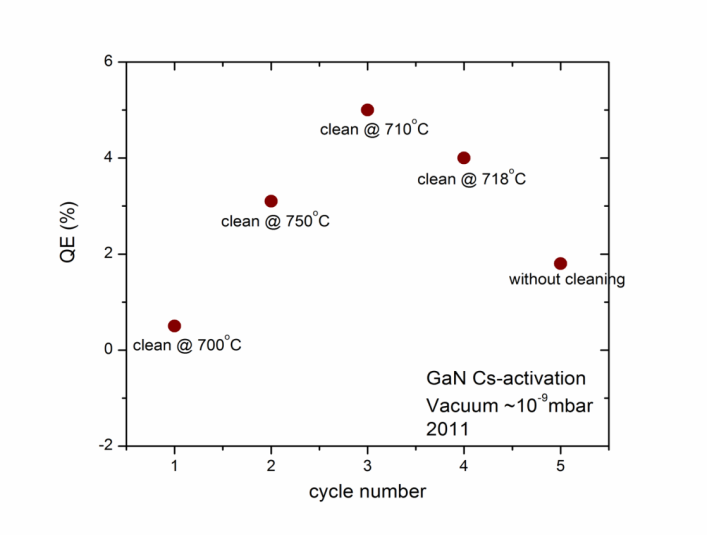 6
clean @ 710°C
4
clean @ 718°C
clean @ 750°C
QE (%)
2
without cleaning
clean @ 700°C
0
GaN Cs-activation
Vacuum ~10⁻⁹mbar
2011
-2
1 2 3 4 5
cycle number